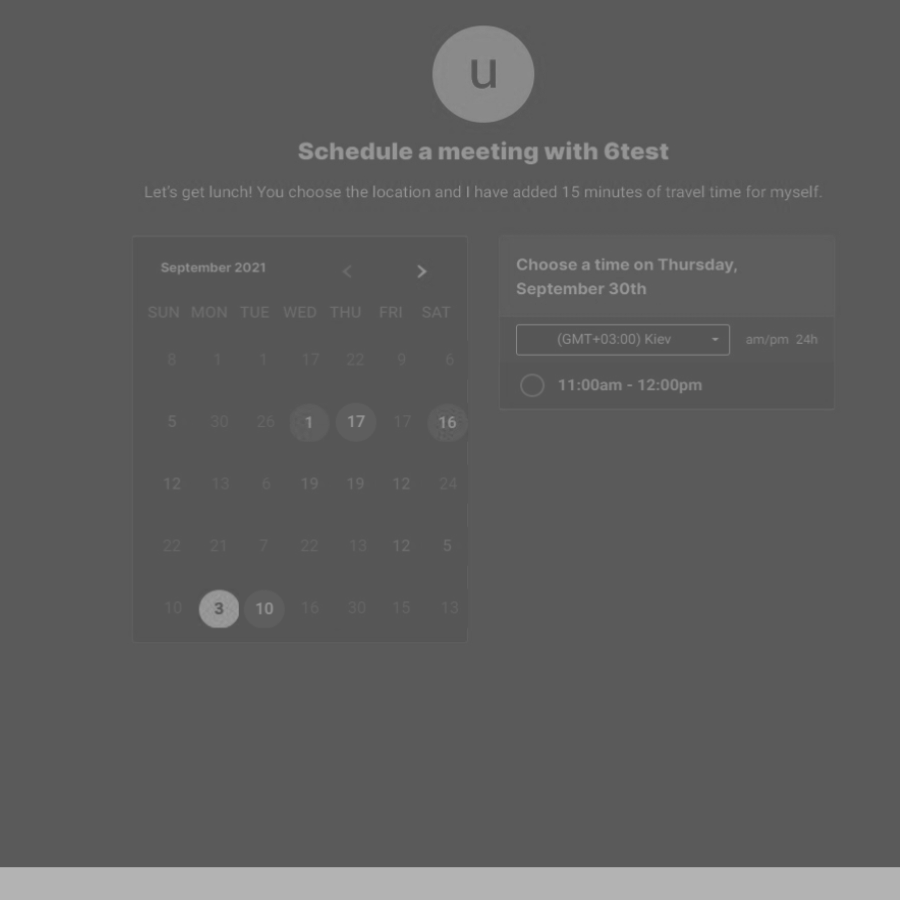 u
Schedule a meeting with 6test
Let's get lunch! You choose the location and I have added 15 minutes of travel time for myself.
September 2021
SUN MON TUE WED THU FRI SAT
8 1 1 17 22 9 6
5 30 26 1 17 17 16
12 13 6 19 19 12 24
22 21 7 22 13 12 5
10 3 10 16 30 15 13
Choose a time on Thursday,
September 30th
(GMT+03:00) Kiev am/pm 24h
11:00am - 12:00pm